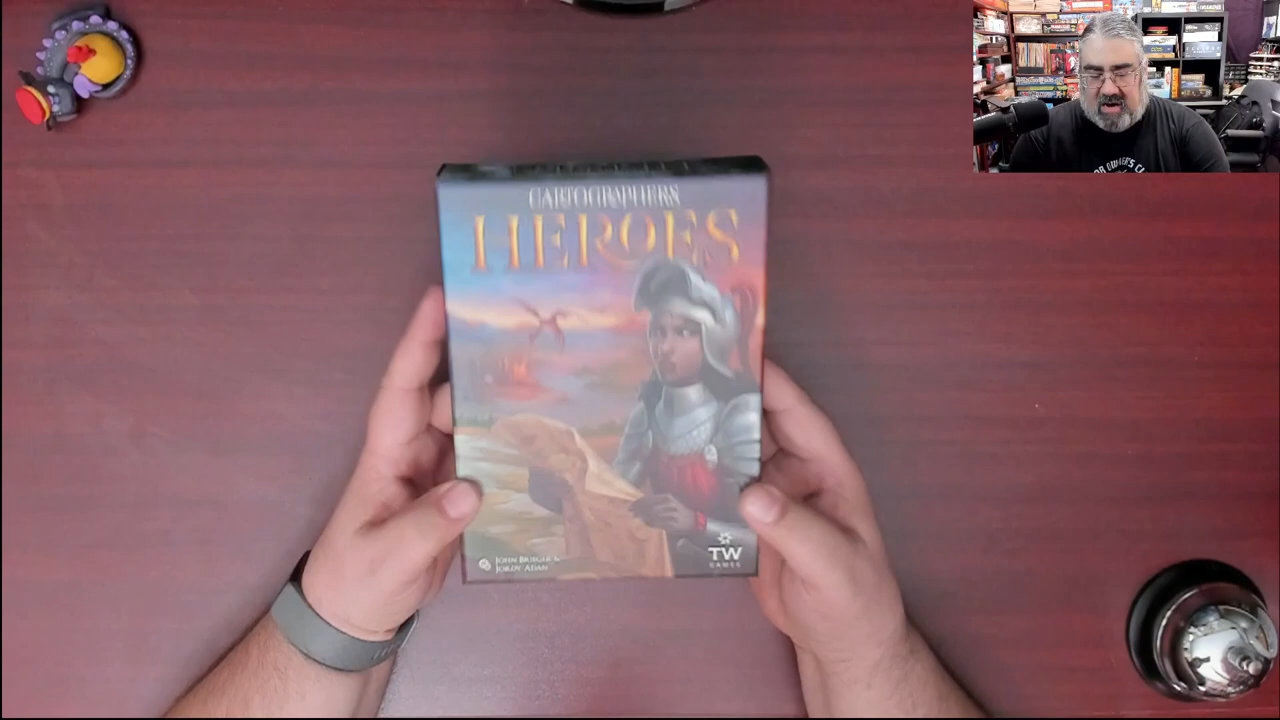 CARTOGRAPHERS
HEROES
JOHN BRIEGER &
JORDY ADAN
TW
GAMES